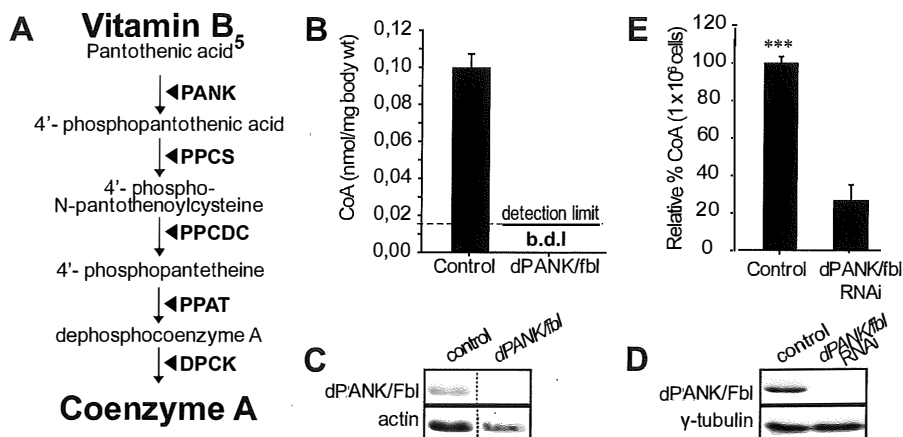 A
Vitamin B5
Pantothenic acid
PANK
4'- phosphopantothenic acid
PPCS
4'- phospho-
N-pantothenoylcysteine
PPCDC
4'- phosphopantetheine
PPAT
dephosphocoenzyme A
DPCK
Coenzyme A
B
CoA (nmol/mg body wt)
0,12
0,10
0,08
0,06
0,04
0,02
0,00
detection limit
b.d.l
Control
dPANK/fbl
C
control
dPANK/fbl
dPANK/Fbl
actin
E
Relative % CoA (1 x 10⁶ cells)
120
100
80
60
40
20
0
***
Control
dPANK/fbl
RNAi
D
control
dPANK/fbl
RNAi
dPANK/Fbl
γ-tubulin